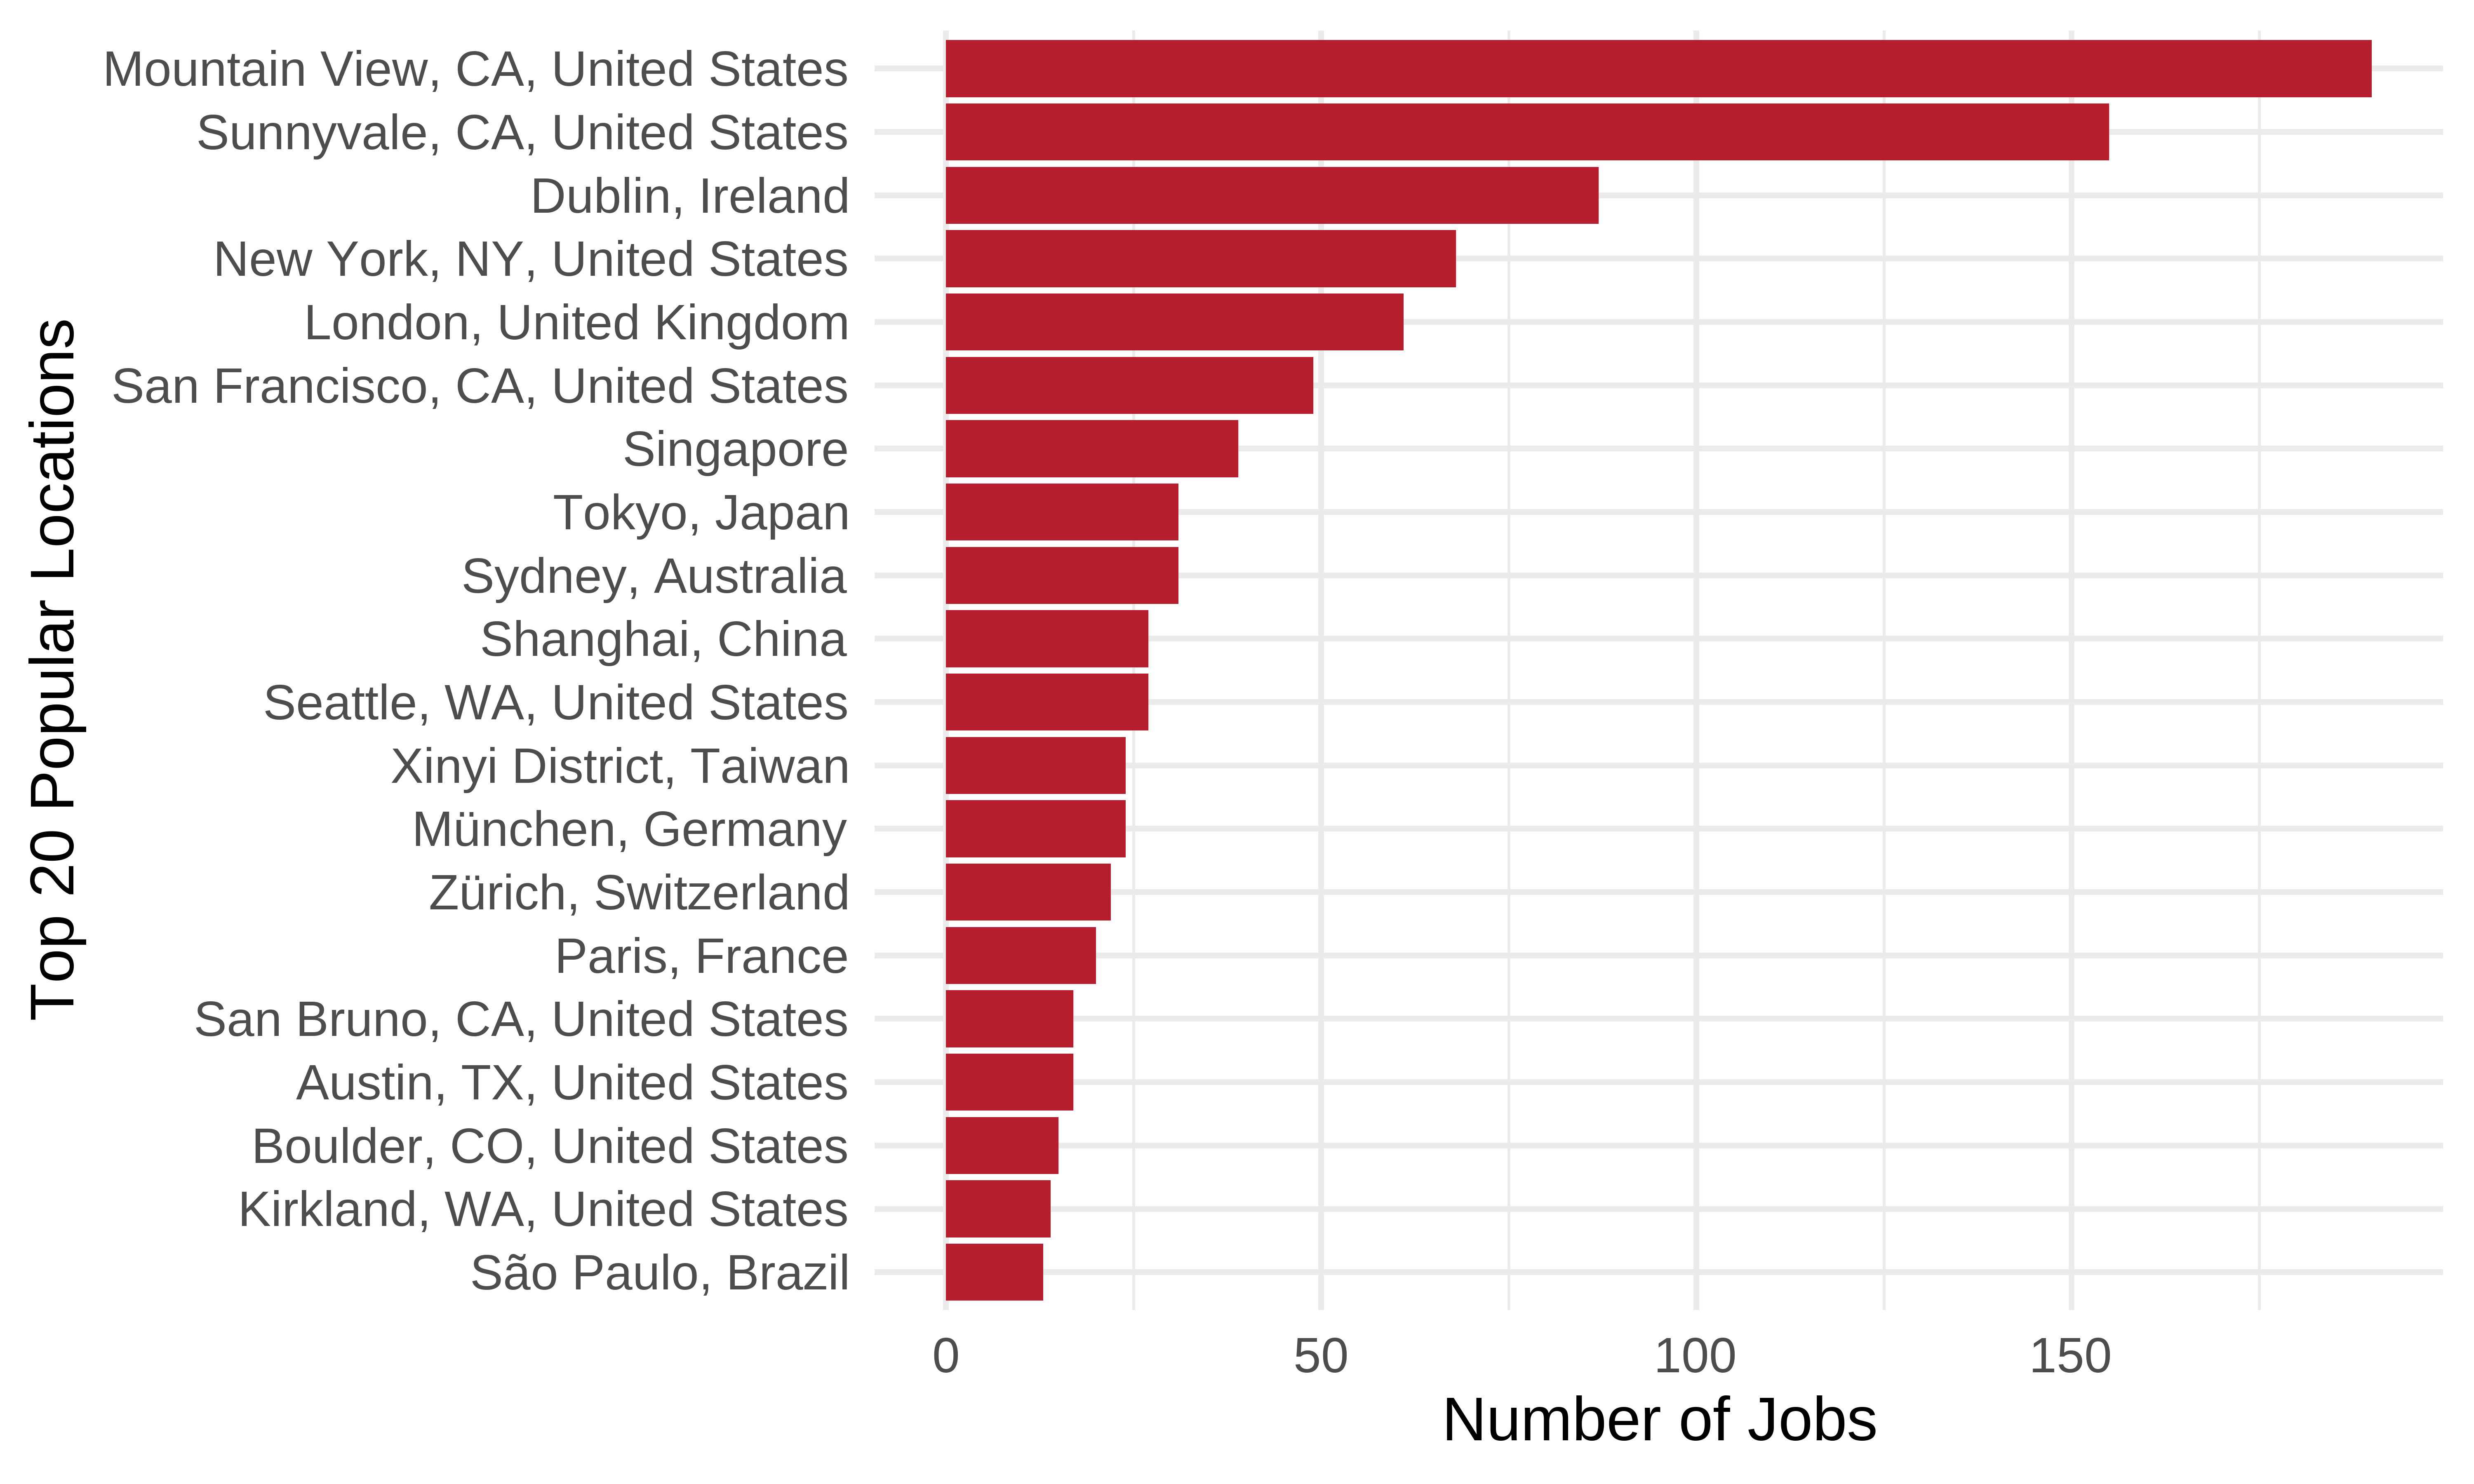 Top 20 Popular Locations
Mountain View, CA, United States
Sunnyvale, CA, United States
Dublin, Ireland
New York, NY, United States
London, United Kingdom
San Francisco, CA, United States
Singapore
Tokyo, Japan
Sydney, Australia
Shanghai, China
Seattle, WA, United States
Xinyi District, Taiwan
München, Germany
Zürich, Switzerland
Paris, France
San Bruno, CA, United States
Austin, TX, United States
Boulder, CO, United States
Kirkland, WA, United States
São Paulo, Brazil
0 50 100 150
Number of Jobs